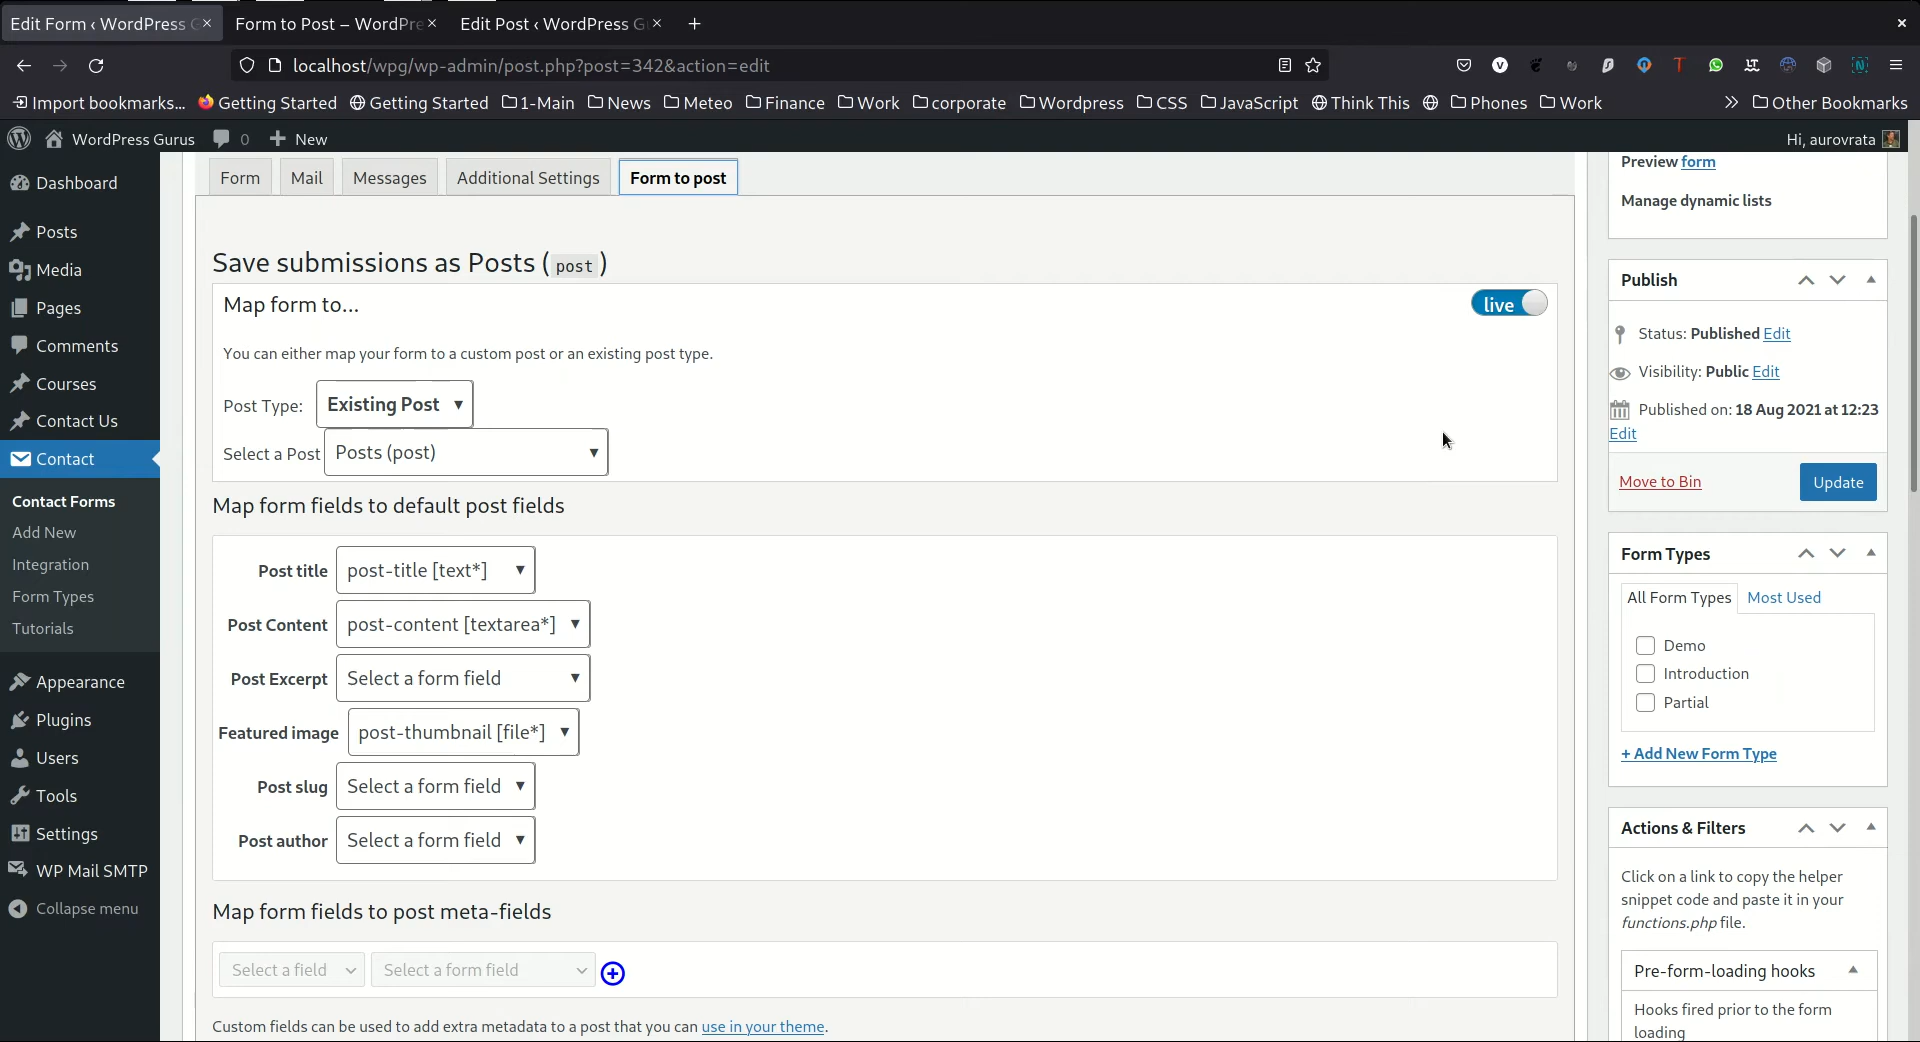 Edit Form ‹ WordPress G
Form to Post – WordPre
Edit Post ‹ WordPress G
localhost/wpg/wp-admin/post.php?post=342&action=edit
Import bookmarks...
Getting Started
Getting Started
1-Main
News
Meteo
Finance
Work
corporate
Wordpress
CSS
JavaScript
Think This
Phones
Work
Other Bookmarks
WordPress Gurus
0
New
Hi, aurovrata
Dashboard
Posts
Media
Pages
Comments
Courses
Contact Us
Contact
Contact Forms
Add New
Integration
Form Types
Tutorials
Appearance
Plugins
Users
Tools
Settings
WP Mail SMTP
Collapse menu
Form
Mail
Messages
Additional Settings
Form to post
Save submissions as Posts ( post )
Map form to...
live
You can either map your form to a custom post or an existing post type.
Post Type: Existing Post
Select a Post Posts (post)
Map form fields to default post fields
Post title post-title [text*]
Post Content post-content [textarea*]
Post Excerpt Select a form field
Featured image post-thumbnail [file*]
Post slug Select a form field
Post author Select a form field
Map form fields to post meta-fields
Select a field Select a form field
Custom fields can be used to add extra metadata to a post that you can use in your theme.
Preview form
Manage dynamic lists
Publish
Status: Published Edit
Visibility: Public Edit
Published on: 18 Aug 2021 at 12:23
Edit
Move to Bin
Update
Form Types
All Form Types
Most Used
Demo
Introduction
Partial
+ Add New Form Type
Actions & Filters
Click on a link to copy the helper
snippet code and paste it in your
functions.php file.
Pre-form-loading hooks
Hooks fired prior to the form
loading